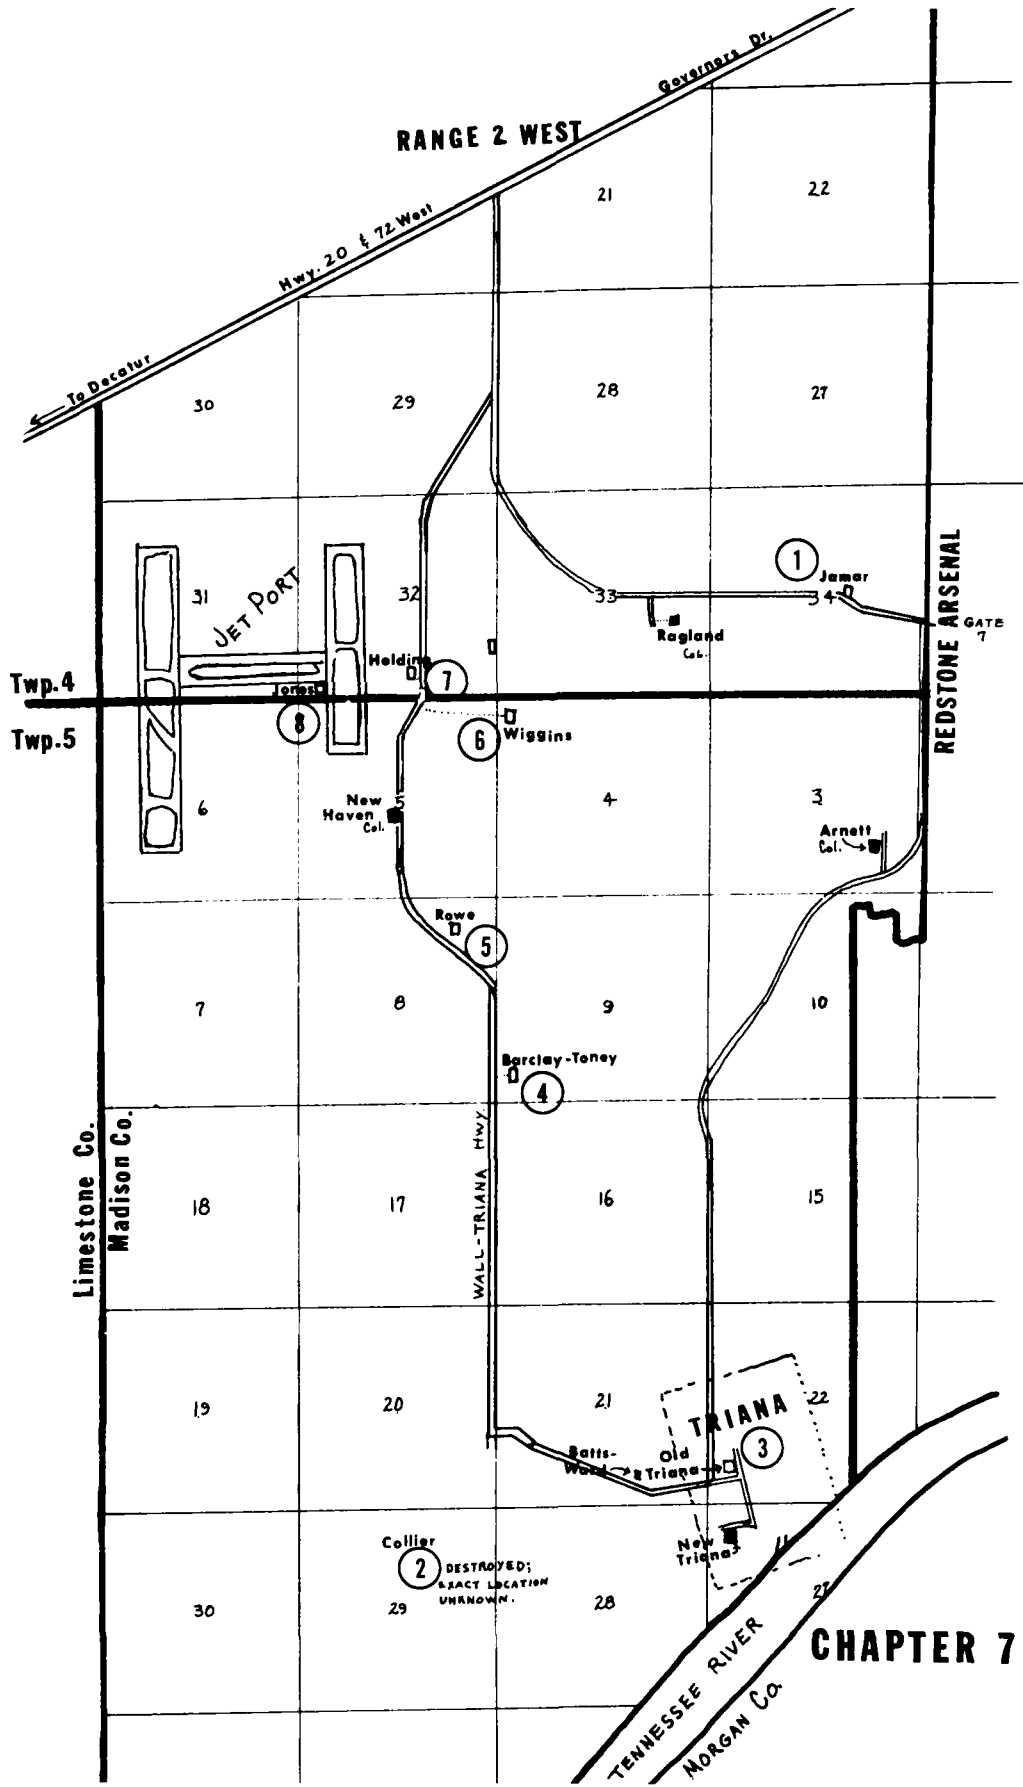 Governors Dr.
RANGE 2 WEST
21
22
Hwy. 20 & 72 West
← To Decatur
30
29
28
27
1
Jamar
31
JET PORT
32
33
34
REDSTONE ARSENAL
GATE
7
Ragland
Col.
Holding
7
Twp. 4
Jones
8
Twp. 5
6
Wiggins
6
New
Haven
Col.
5
4
3
Arnett
Col.
Rowe
5
7
8
9
10
Barclay-Toney
4
Limestone Co.
Madison Co.
WALL-TRIANA Hwy.
18
17
16
15
19
20
21
22
TRIANA
3
Batts-
Ward
Old
Triana
New
Triana
Collier
2
DESTROYED;
EXACT LOCATION
UNKNOWN.
30
29
28
27
CHAPTER 7
TENNESSEE RIVER
MORGAN Co.